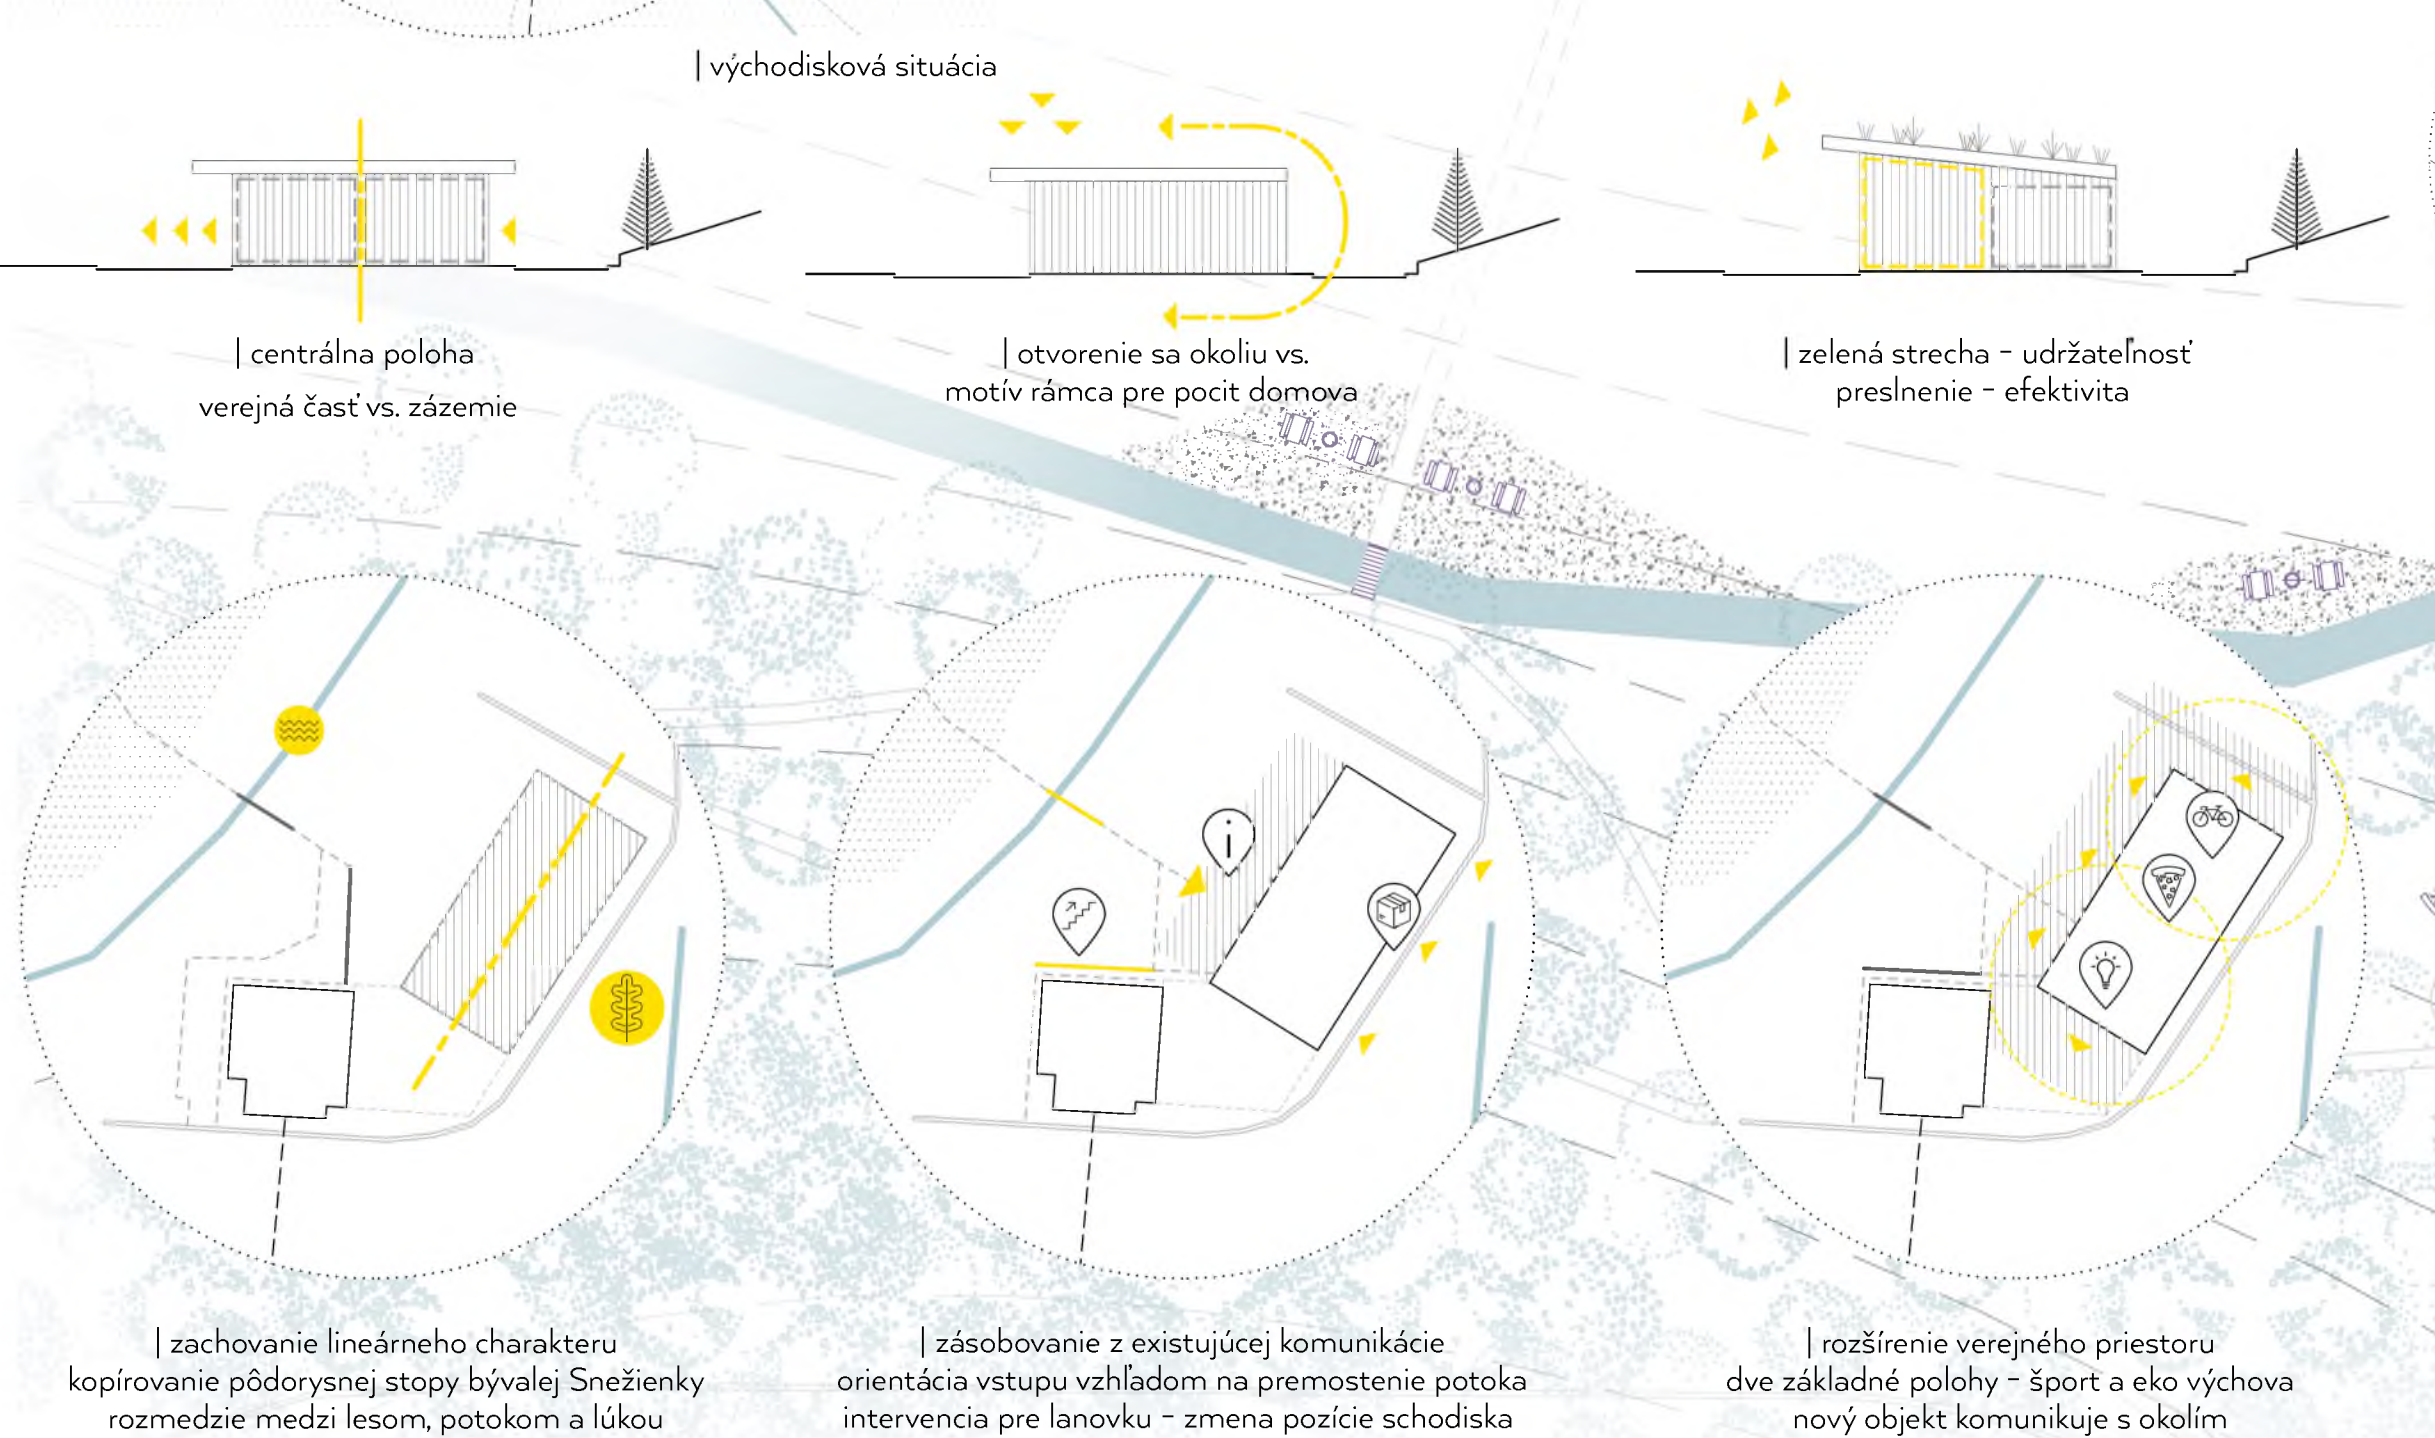 | východisková situácia
| centrálna poloha
verejná časť vs. zázemie
| otvorenie sa okoliu vs.
motív rámca pre pocit domova
| zelená strecha – udržateľnosť
preslnenie – efektivita
i
| zachovanie lineárneho charakteru
kopírovanie pôdorysnej stopy bývalej Snežienky
rozmedzie medzi lesom, potokom a lúkou
| zásobovanie z existujúcej komunikácie
orientácia vstupu vzhľadom na premostenie potoka
intervencia pre lanovku – zmena pozície schodiska
| rozšírenie verejného priestoru
dve základné polohy – šport a eko výchova
nový objekt komunikuje s okolím